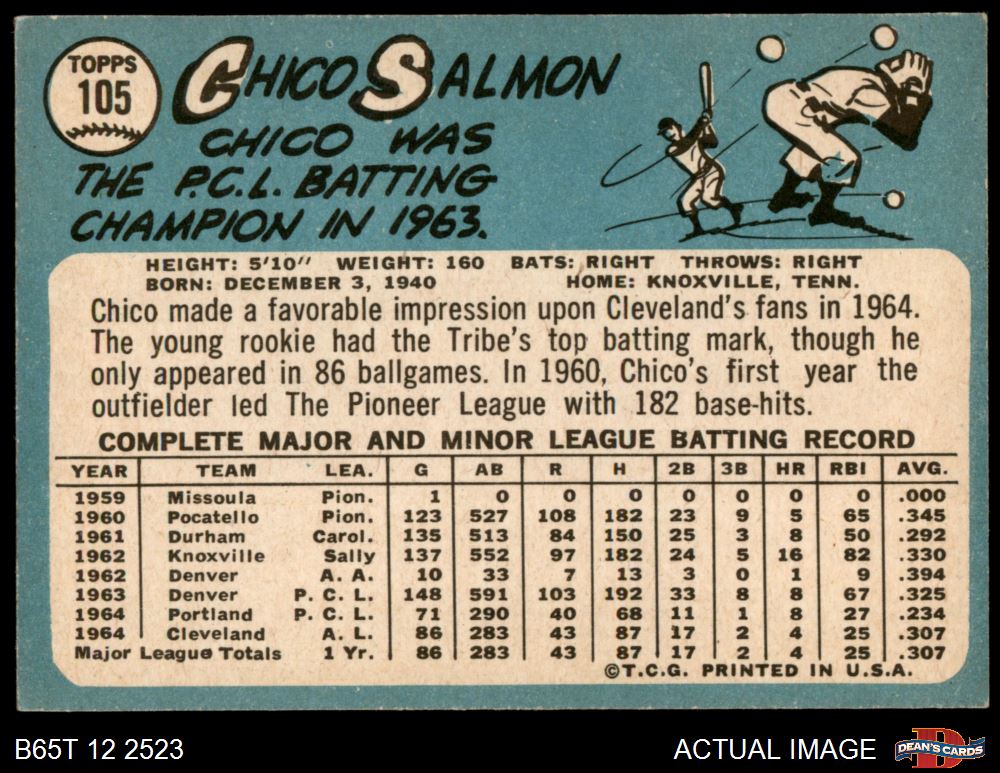 TOPPS
105
CHICO SALMON
CHICO WAS
THE P.C.L. BATTING
CHAMPION IN 1963.
HEIGHT: 5'10" WEIGHT: 160 BATS: RIGHT THROWS: RIGHT
BORN: DECEMBER 3, 1940 HOME: KNOXVILLE, TENN.
Chico made a favorable impression upon Cleveland's fans in 1964.
The young rookie had the Tribe's top batting mark, though he
only appeared in 86 ballgames. In 1960, Chico's first year the
outfielder led The Pioneer League with 182 base-hits.
COMPLETE MAJOR AND MINOR LEAGUE BATTING RECORD
YEAR TEAM LEA. G AB R H 2B 3B HR RBI AVG.
1959 Missoula Pion. 1 0 0 0 0 0 0 0 .000
1960 Pocatello Pion. 123 527 108 182 23 9 5 65 .345
1961 Durham Carol. 135 513 84 150 25 3 8 50 .292
1962 Knoxville Sally 137 552 97 182 24 5 16 82 .330
1962 Denver A. A. 10 33 7 13 3 0 1 9 .394
1963 Denver P. C. L. 148 591 103 192 33 8 8 67 .325
1964 Portland P. C. L. 71 290 40 68 11 1 8 27 .234
1964 Cleveland A. L. 86 283 43 87 17 2 4 25 .307
Major League Totals 1 Yr. 86 283 43 87 17 2 4 25 .307
©T.C.G. PRINTED IN U.S.A.
B65T 12 2523 ACTUAL IMAGE DEAN'S CARDS